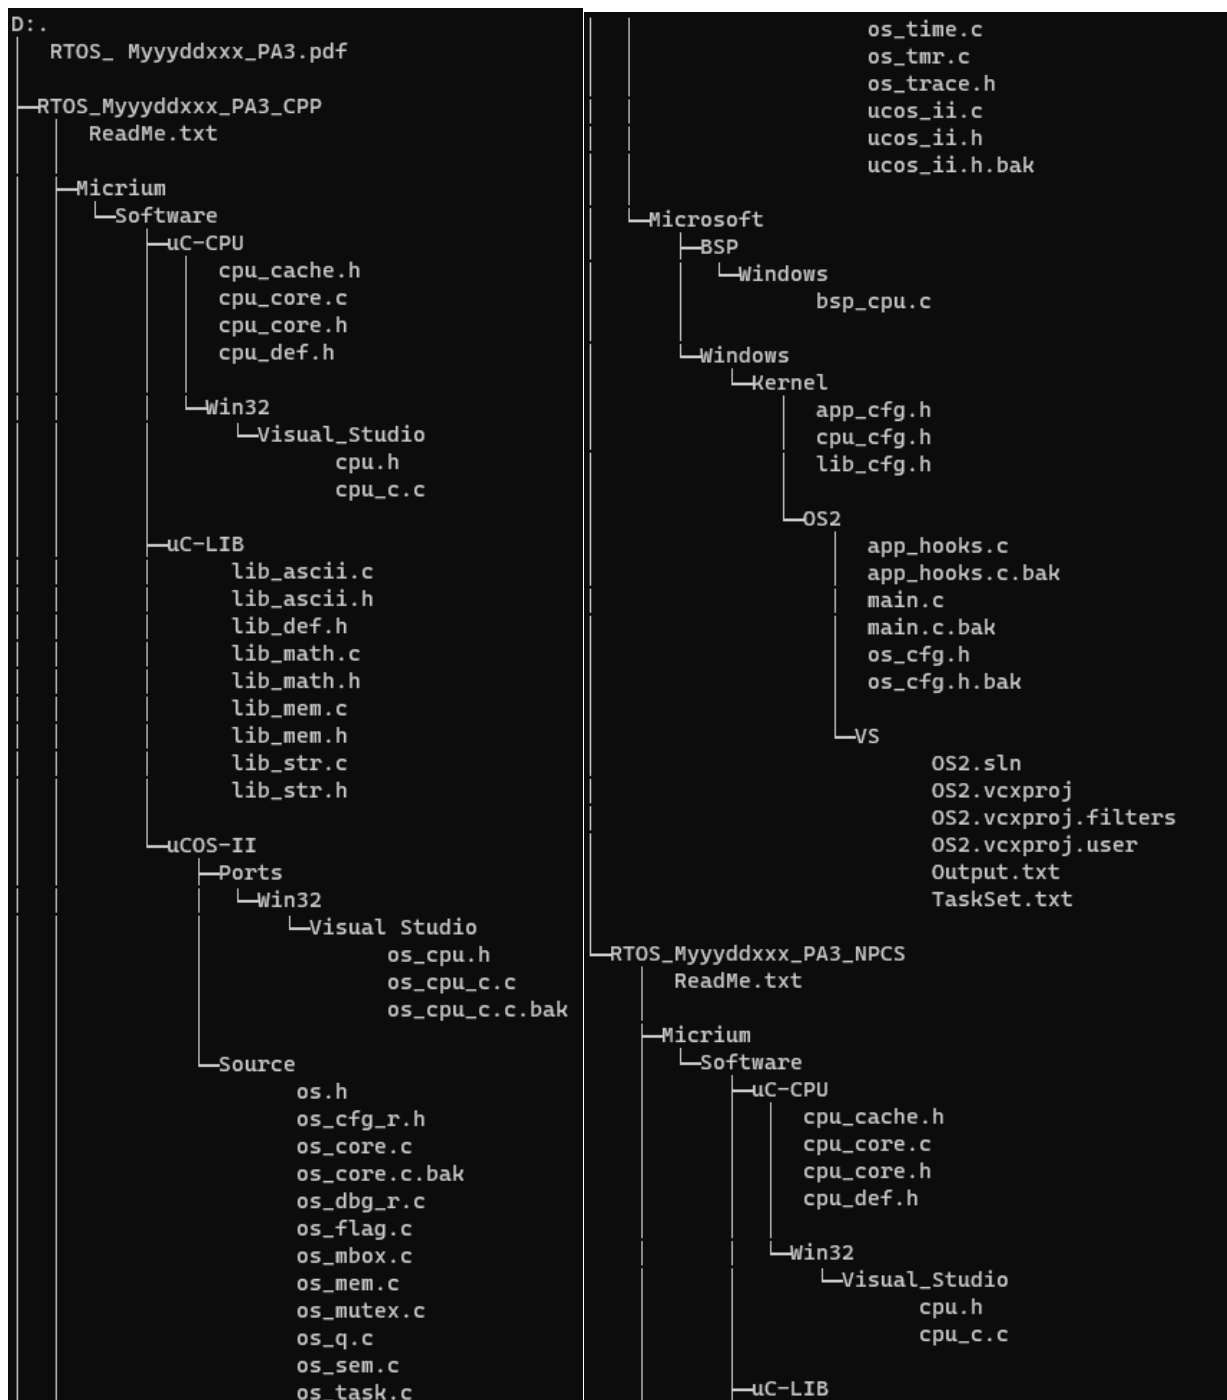 D:.
RTOS_ Myyyddxxx_PA3.pdf
RTOS_Myyyddxxx_PA3_CPP
ReadMe.txt
Micrium
Software
uC-CPU
cpu_cache.h
cpu_core.c
cpu_core.h
cpu_def.h
Win32
Visual_Studio
cpu.h
cpu_c.c
uC-LIB
lib_ascii.c
lib_ascii.h
lib_def.h
lib_math.c
lib_math.h
lib_mem.c
lib_mem.h
lib_str.c
lib_str.h
uCOS-II
Ports
Win32
Visual Studio
os_cpu.h
os_cpu_c.c
os_cpu_c.c.bak
Source
os.h
os_cfg_r.h
os_core.c
os_core.c.bak
os_dbg_r.c
os_flag.c
os_mbox.c
os_mem.c
os_mutex.c
os_q.c
os_sem.c
os_task.c
os_time.c
os_tmr.c
os_trace.h
ucos_ii.c
ucos_ii.h
ucos_ii.h.bak
Microsoft
BSP
Windows
bsp_cpu.c
Windows
Kernel
app_cfg.h
cpu_cfg.h
lib_cfg.h
OS2
app_hooks.c
app_hooks.c.bak
main.c
main.c.bak
os_cfg.h
os_cfg.h.bak
VS
OS2.sln
OS2.vcxproj
OS2.vcxproj.filters
OS2.vcxproj.user
Output.txt
TaskSet.txt
RTOS_Myyyddxxx_PA3_NPCS
ReadMe.txt
Micrium
Software
uC-CPU
cpu_cache.h
cpu_core.c
cpu_core.h
cpu_def.h
Win32
Visual_Studio
cpu.h
cpu_c.c
uC-LIB